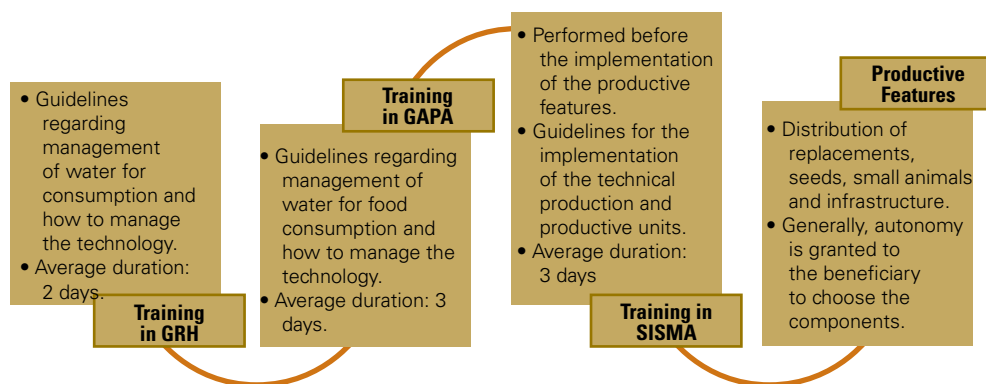 • Guidelines
regarding
management
of water for
consumption and
how to manage
the technology.
• Average duration:
2 days.
Training
in GRH
Training
in GAPA
• Guidelines regarding
management of
water for food
consumption and
how to manage the
technology.
• Average duration: 3
days.
• Performed before
the implementation
of the productive
features.
• Guidelines for the
implementation
of the technical
production and
productive units.
• Average duration:
3 days
Training in
SISMA
Productive
Features
• Distribution of
replacements,
seeds, small animals
and infrastructure.
• Generally, autonomy
is granted to
the beneficiary
to choose the
components.